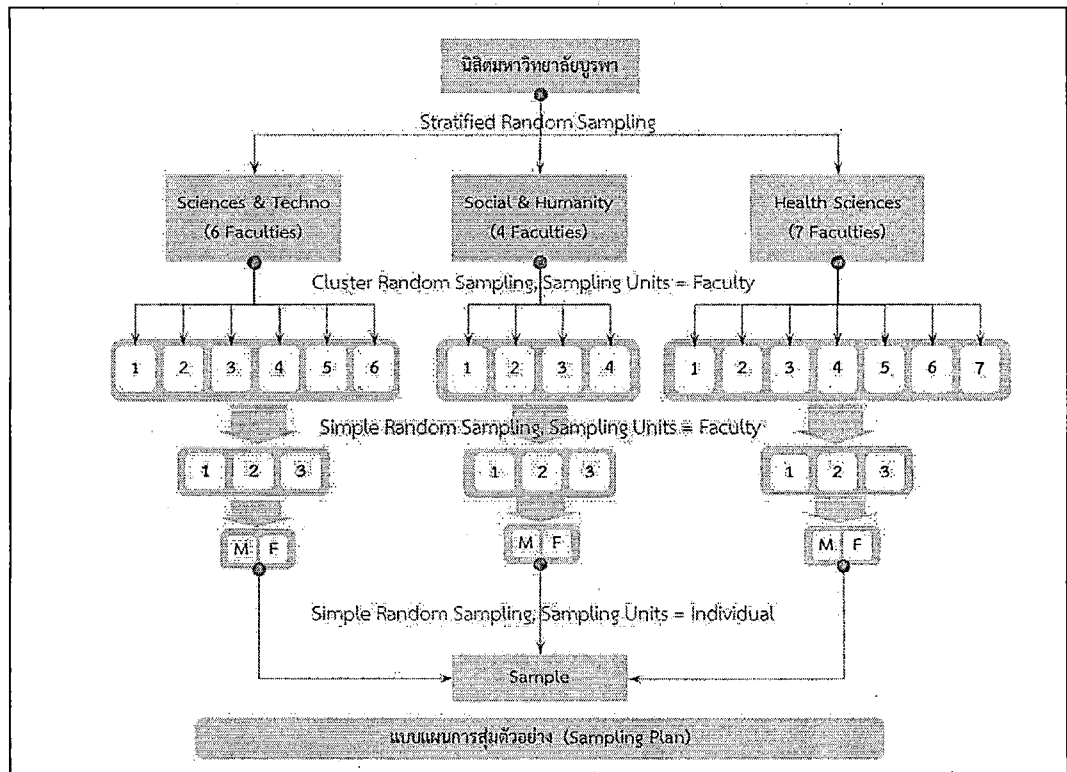 นิสิตมหาวิทยาลัยบูรพา
Stratified Random Sampling
Sciences & Techno
(6 Faculties)
Social & Humanity
(4 Faculties)
Health Sciences
(7 Faculties)
Cluster Random Sampling, Sampling Units = Faculty
1 2 3 4 5 6
1 2 3 4
1 2 3 4 5 6 7
Simple Random Sampling, Sampling Units = Faculty
1 2 3
1 2 3
1 2 3
M F
M F
M F
Simple Random Sampling, Sampling Units = Individual
Sample
แบบแผนการสุ่มตัวอย่าง (Sampling Plan)